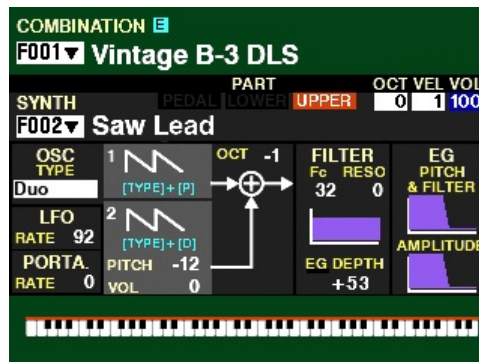 COMBINATION E
F001▼ Vintage B-3 DLS
PART OCT VEL VOL
SYNTH PEDAL LOWER UPPER 0 1 100
F002▼ Saw Lead
OSC TYPE
Duo
LFO
RATE 92
PORTA.
RATE 0
1
[TYPE]+[P]
2
[TYPE]+[D]
PITCH -12
VOL 0
OCT -1
FILTER
Fc RESO
32 0
EG DEPTH
+53
EG
PITCH
& FILTER
AMPLITUDE